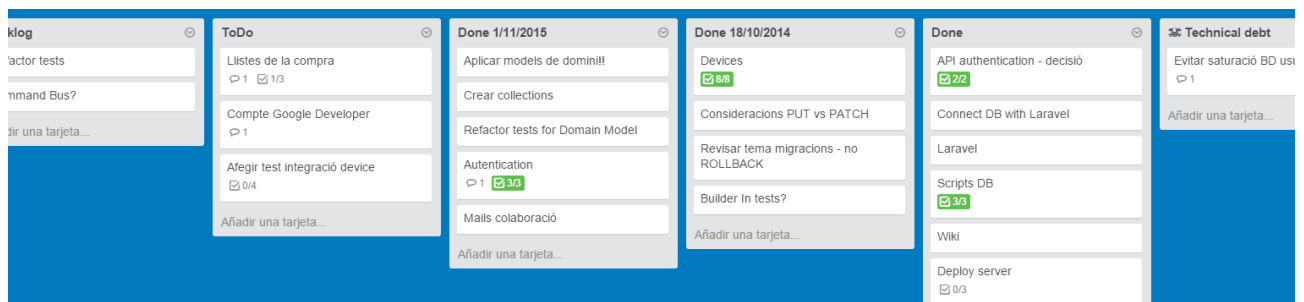 klog
factor tests
mmand Bus?
dir una tarjeta...
ToDo
Llistes de la compra
1 1/3
Compte Google Developer
1
Afegir test integració device
0/4
Añadir una tarjeta...
Done 1/11/2015
Aplicar models de domini!!
Crear collections
Refactor tests for Domain Model
Autentication
1 3/3
Mails colaboració
Añadir una tarjeta...
Done 18/10/2014
Devices
8/8
Consideracions PUT vs PATCH
Revisar tema migracions - no
ROLLBACK
Builder In tests?
Añadir una tarjeta...
Done
API authentication - decisió
2/2
Connect DB with Laravel
Laravel
Scripts DB
3/3
Wiki
Deploy server
0/3
Technical debt
Evitar saturació BD usu
1
Añadir una tarjeta...